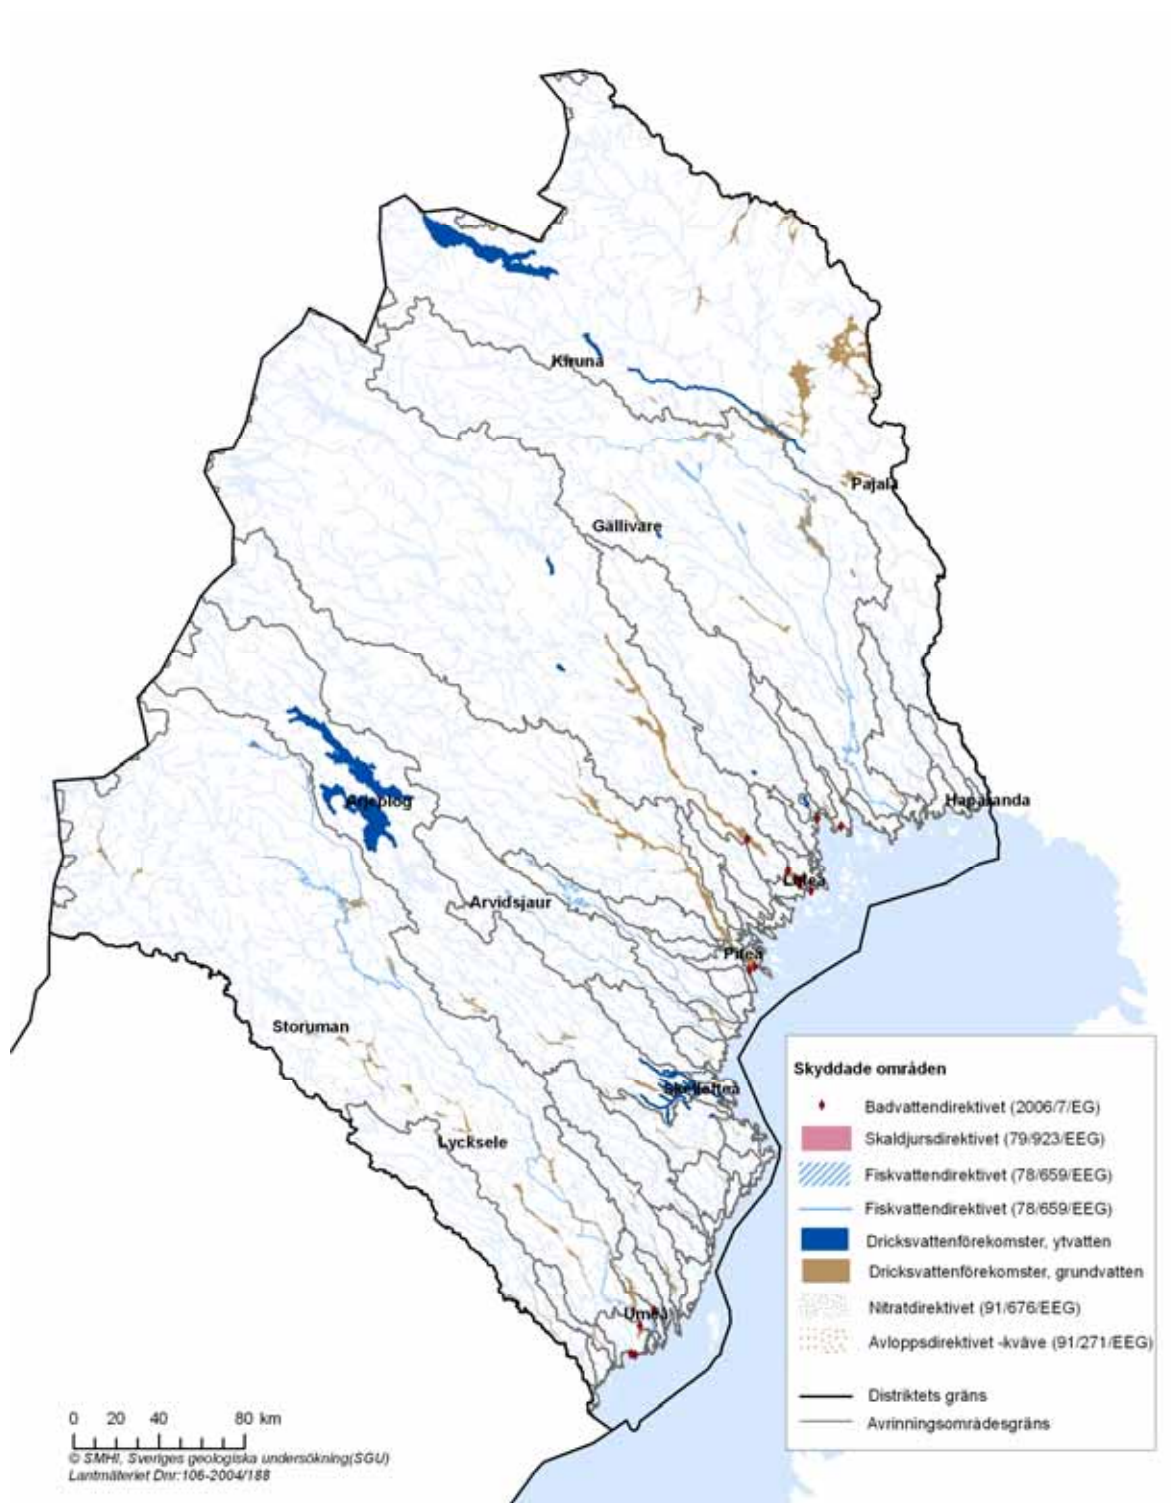 Kiruna
Pajala
Gällivare
Haparanda
Arjeplog
Luleå
Arvidsjaur
Piteå
Storuman
Skellefteå
Lycksele
Umeå
Skyddade områden
Badvattendirektivet (2006/7/EG)
Skaldjursdirektivet (79/923/EEG)
Fiskvattendirektivet (78/659/EEG)
Fiskvattendirektivet (78/659/EEG)
Dricksvattenförekomster, ytvatten
Dricksvattenförekomster, grundvatten
Nitratdirektivet (91/676/EEG)
Avloppsdirektivet -kväve (91/271/EEG)
Distriktets gräns
Avrinningsområdesgräns
0 20 40 80 km
© SMHI, Sveriges geologiska undersökning(SGU)
Lantmäteriet Dnr:106-2004/188